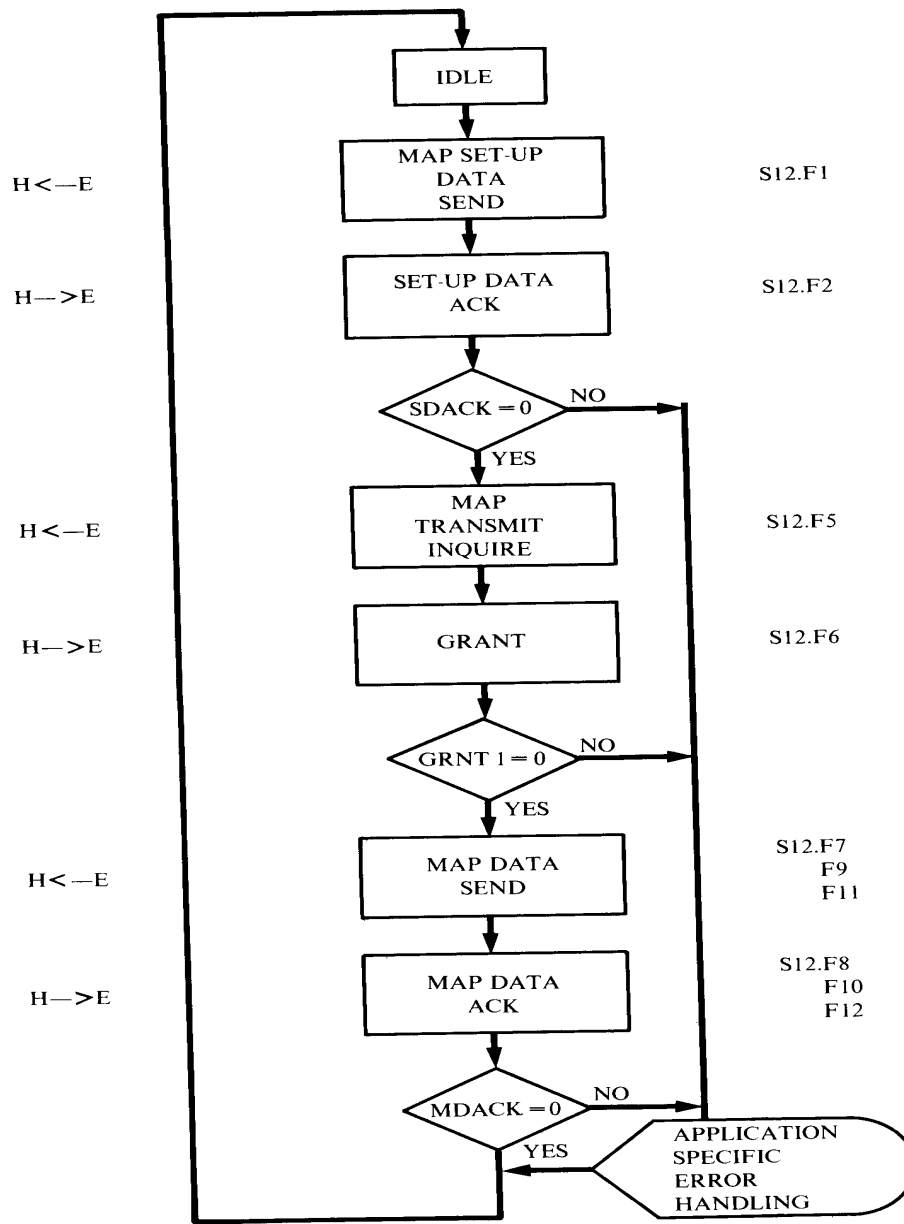 IDLE
H<—E
MAP SET-UP
DATA
SEND
S12.F1
H—>E
SET-UP DATA
ACK
S12.F2
SDACK = 0
NO
YES
H<—E
MAP
TRANSMIT
INQUIRE
S12.F5
H—>E
GRANT
S12.F6
GRNT 1 = 0
NO
YES
H<—E
MAP DATA
SEND
S12.F7
F9
F11
H—>E
MAP DATA
ACK
S12.F8
F10
F12
MDACK = 0
NO
YES
APPLICATION
SPECIFIC
ERROR
HANDLING